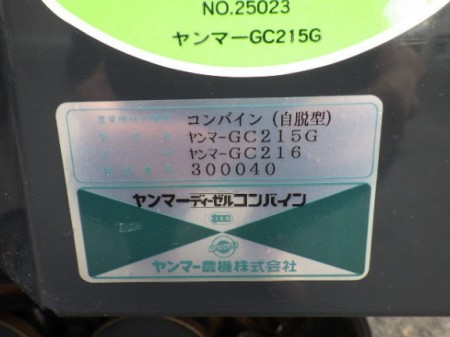 NO.25023
ヤンマーGC215G
コンバイン(自脱型)
ヤンマーGC215G
ヤンマーGC216
300040
ヤンマーディーゼルコンバイン
ヤンマー農機株式会社